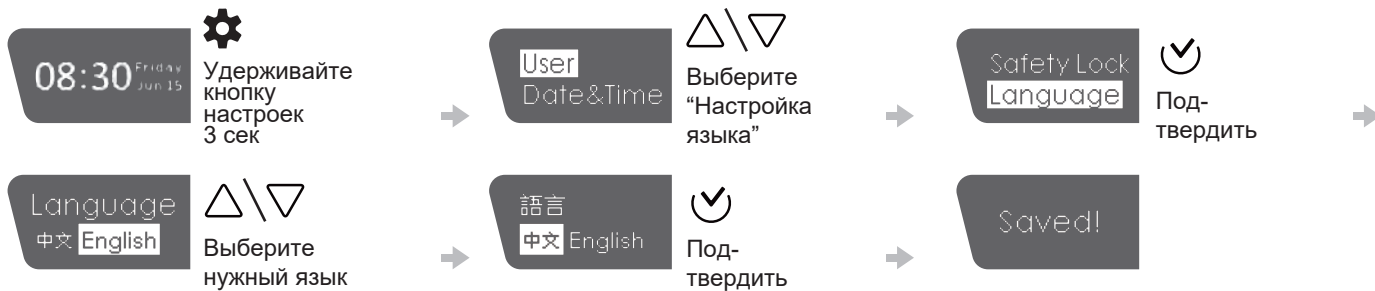 08:30 Friday
Jun 15
Удерживайте
кнопку
настроек
3 сек
User
Date&Time
Выберите
“Настройка
языка”
Safety Lock
Language
Под-
твердить
Language
中文 English
Выберите
нужный язык
語言
中文 English
Под-
твердить
Saved!